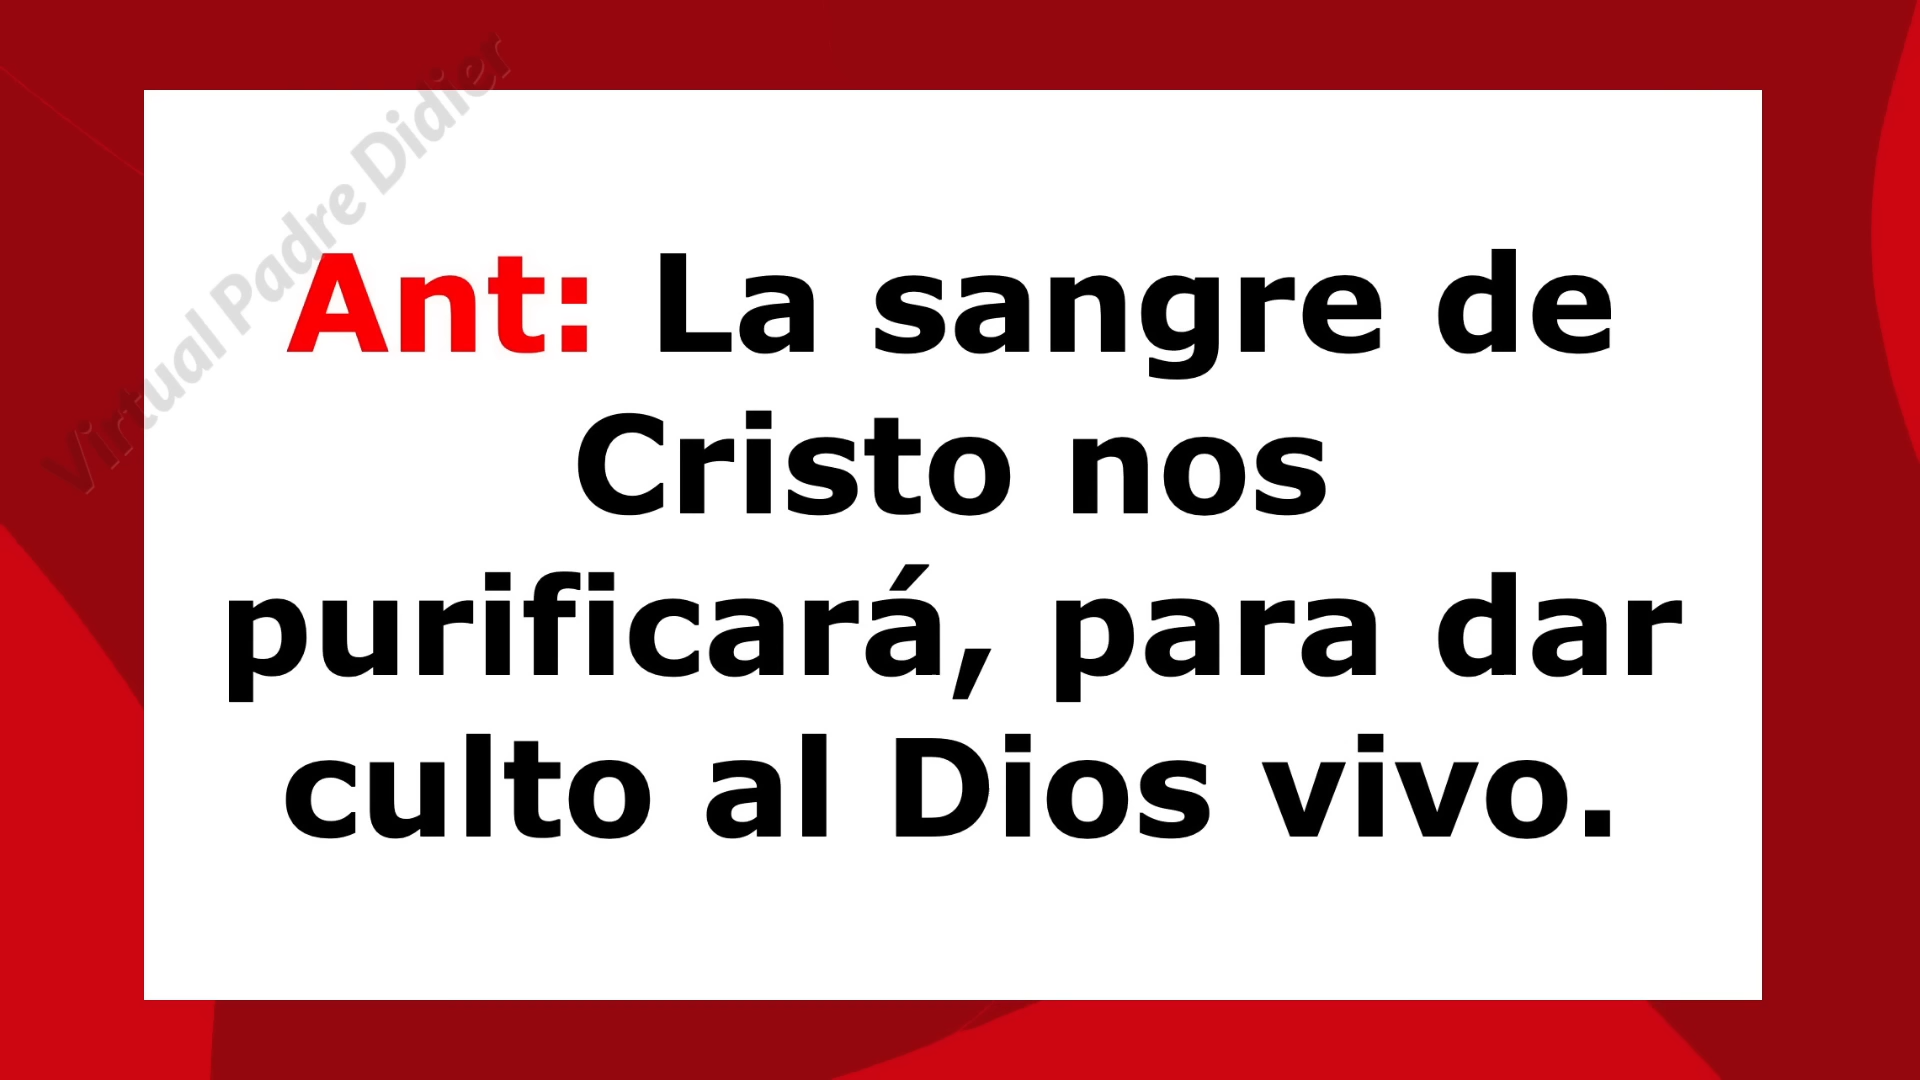 Virtual Padre Didier
Ant: La sangre de
Cristo nos
purificará, para dar
culto al Dios vivo.